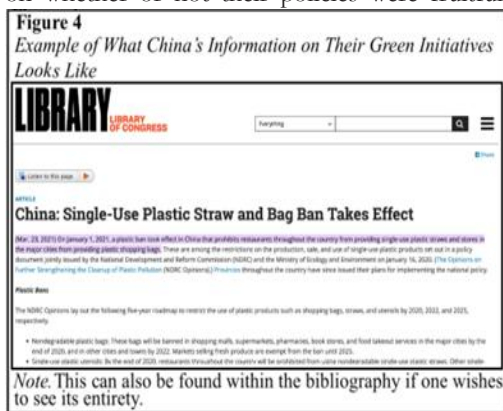 on whether or not their policies were fruitful
Figure 4
Example of What China's Information on Their Green Initiatives
Looks Like
LIBRARY LIBRARY
OF CONGRESS
Everything
Share
Listen to this page
ARTICLE
China: Single-Use Plastic Straw and Bag Ban Takes Effect
(Mar. 23, 2021) On January 1, 2021, a plastic ban took effect in China that prohibits restaurants throughout the country from providing single-use plastic straws and stores in
the major cities from providing plastic shopping bags. These are among the restrictions on the production, sale, and use of single-use plastic products set out in a policy
document jointly issued by the National Development and Reform Commission (NDRC) and the Ministry of Ecology and Environment on January 16, 2020. (The Opinions on
Further Strengthening the Cleanup of Plastic Pollution (NDRC Opinions).) Provinces throughout the country have since issued their plans for implementing the national policy.
Plastic Bans
The NDRC Opinions lay out the following five-year roadmap to restrict the use of plastic products such as shopping bags, straws, and utensils by 2020, 2022, and 2025,
respectively.
• Nondegradable plastic bags: These bags will be banned in shopping malls, supermarkets, pharmacies, book stores, and food takeout services in the major cities by the
end of 2020, and in other cities and towns by 2022. Markets selling fresh produce are exempt from the ban until 2025.
• Single-use plastic utensils: By the end of 2020, restaurants throughout the country will be prohibited from using nondegradable single-use plastic straws. Other single-
Note. This can also be found within the bibliography if one wishes
to see its entirety.